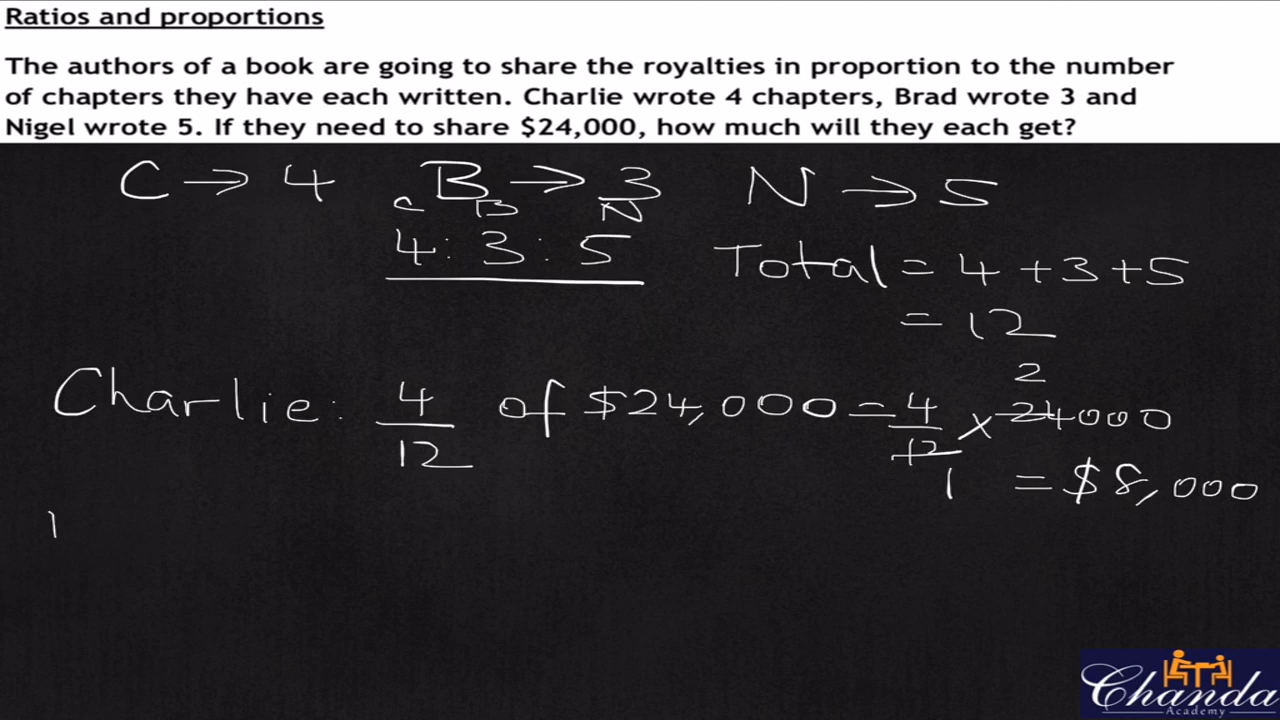 Ratios and proportions
The authors of a book are going to share the royalties in proportion to the number
of chapters they have each written. Charlie wrote 4 chapters, Brad wrote 3 and
Nigel wrote 5. If they need to share $24,000, how much will they each get?
C → 4 B → 3 N → 5
C B N
4 : 3 : 5
Total = 4 + 3 + 5
= 12
Charlie: 4/12 of $24,000 = 4/12 × 24000
2
1
= $8,000
Chanda
Academy